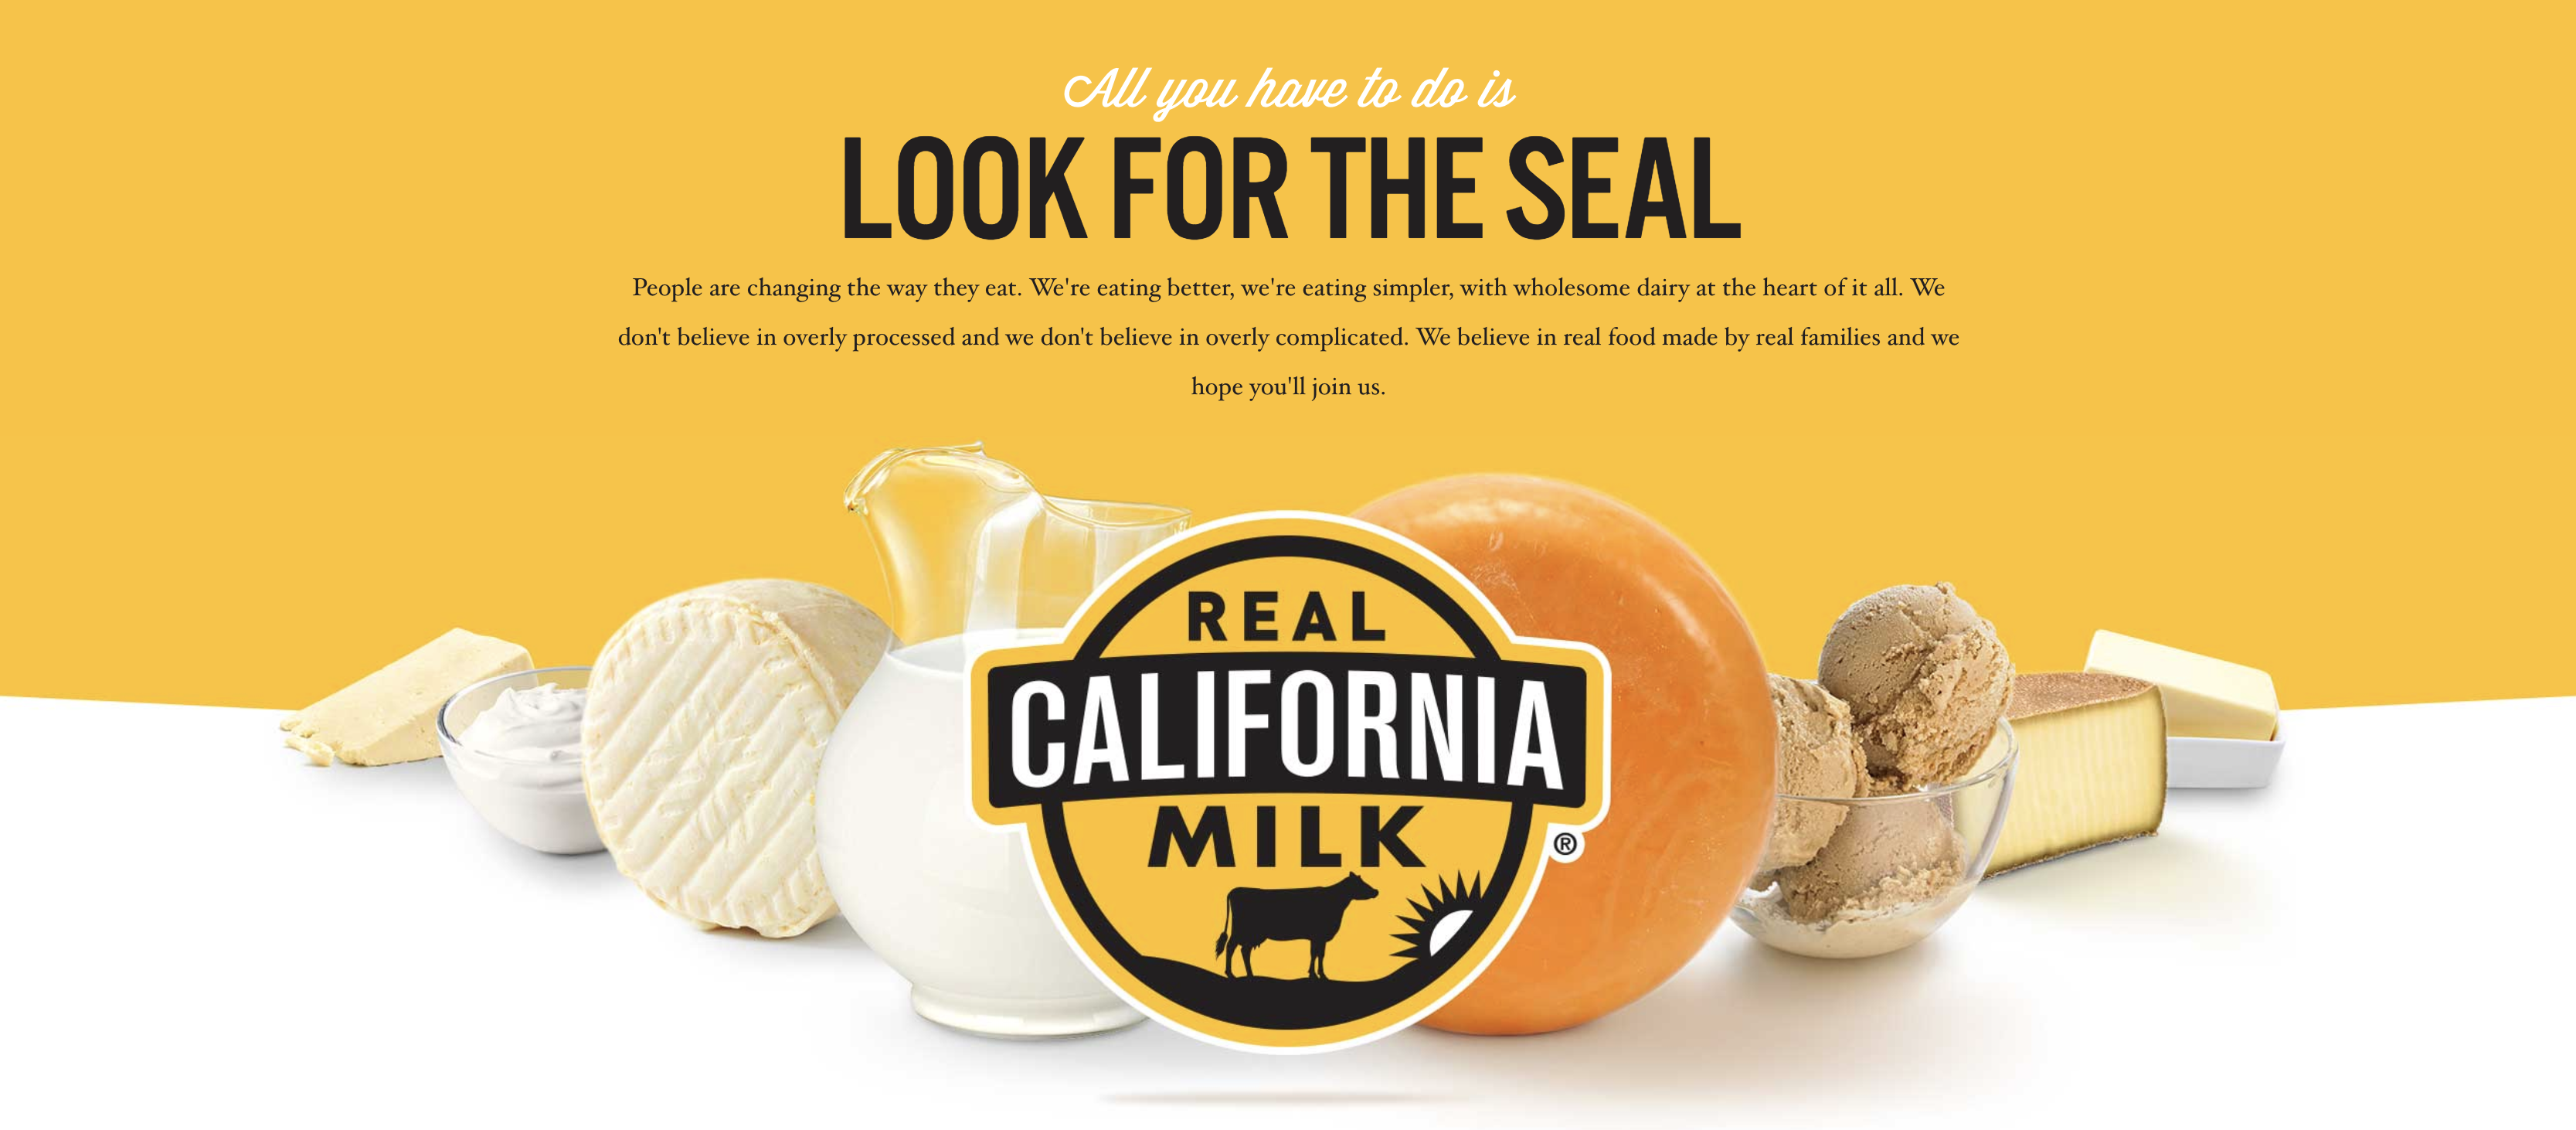 All you have to do is
LOOK FOR THE SEAL
People are changing the way they eat. We're eating better, we're eating simpler, with wholesome dairy at the heart of it all. We
don't believe in overly processed and we don't believe in overly complicated. We believe in real food made by real families and we
hope you'll join us.
REAL
CALIFORNIA
MILK
®